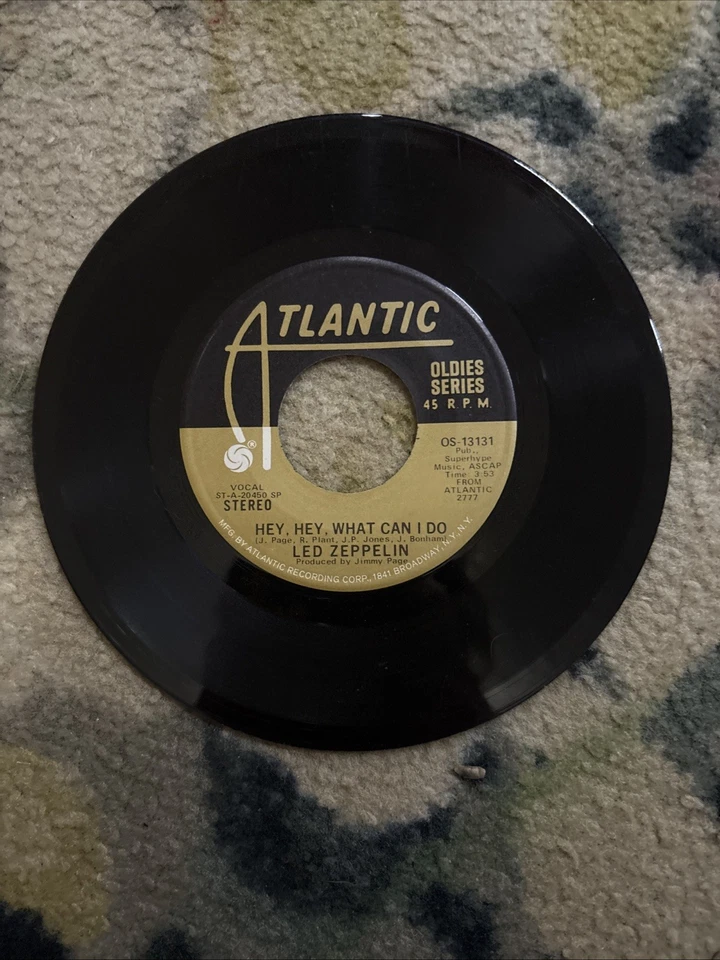 ATLANTIC
OLDIES
SERIES
45 R.P.M.
OS-13131
Pub.,
Superhype
Music, ASCAP
Time: 3:53
FROM
ATLANTIC
2777
VOCAL
ST-A-20450 SP
STEREO
HEY, HEY, WHAT CAN I DO
(J. Page, R. Plant, J.P. Jones, J. Bonham)
LED ZEPPELIN
Produced by Jimmy Page
MFG. BY ATLANTIC RECORDING CORP., 1841 BROADWAY, N.Y., N.Y.